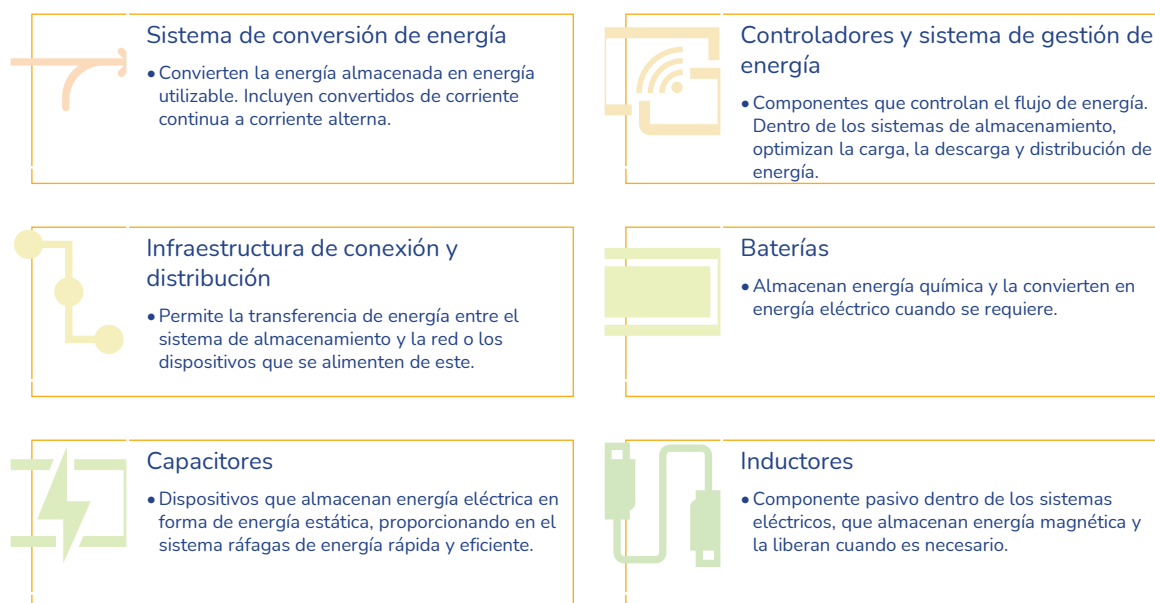 Sistema de conversión de energía
• Convierten la energía almacenada en energía
utilizable. Incluyen convertidos de corriente
continua a corriente alterna.
Controladores y sistema de gestión de
energía
• Componentes que controlan el flujo de energía.
Dentro de los sistemas de almacenamiento,
optimizan la carga, la descarga y distribución de
energía.
Infraestructura de conexión y
distribución
• Permite la transferencia de energía entre el
sistema de almacenamiento y la red o los
dispositivos que se alimenten de este.
Baterías
• Almacenan energía química y la convierten en
energía eléctrico cuando se requiere.
Capacitores
• Dispositivos que almacenan energía eléctrica en
forma de energía estática, proporcionando en el
sistema ráfagas de energía rápida y eficiente.
Inductores
• Componente pasivo dentro de los sistemas
eléctricos, que almacenan energía magnética y
la liberan cuando es necesario.